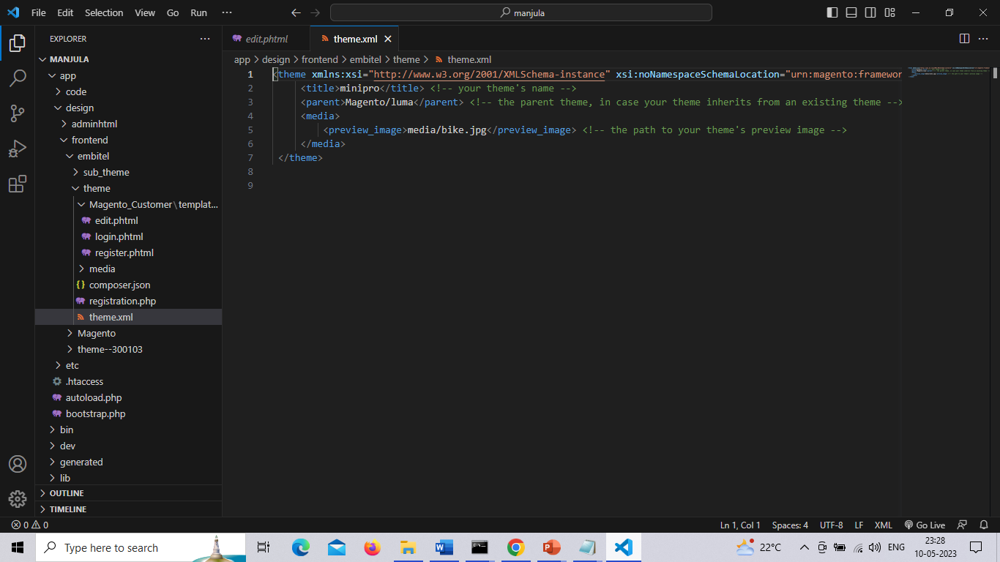 File Edit Selection View Go Run ··· manjula
EXPLORER ···
MANJULA
app
code
design
adminhtml
frontend
embitel
sub_theme
theme
Magento_Customer\templat...
edit.phtml
login.phtml
register.phtml
media
{} composer.json
registration.php
theme.xml
Magento
theme--300103
etc
.htaccess
autoload.php
bootstrap.php
bin
dev
generated
lib
OUTLINE
TIMELINE
edit.phtml theme.xml
app > design > frontend > embitel > theme > theme.xml
1 <theme xmlns:xsi="http://www.w3.org/2001/XMLSchema-instance" xsi:noNamespaceSchemaLocation="urn:magento:framewor
2 <title>minipro</title> <!-- your theme's name -->
3 <parent>Magento/luma</parent> <!-- the parent theme, in case your theme inherits from an existing theme -->
4 <media>
5 <preview_image>media/bike.jpg</preview_image> <!-- the path to your theme's preview image -->
6 </media>
7 </theme>
8
9
0 0 Ln 1, Col 1 Spaces: 4 UTF-8 LF XML Go Live
Type here to search 22°C ENG 23:28
10-05-2023